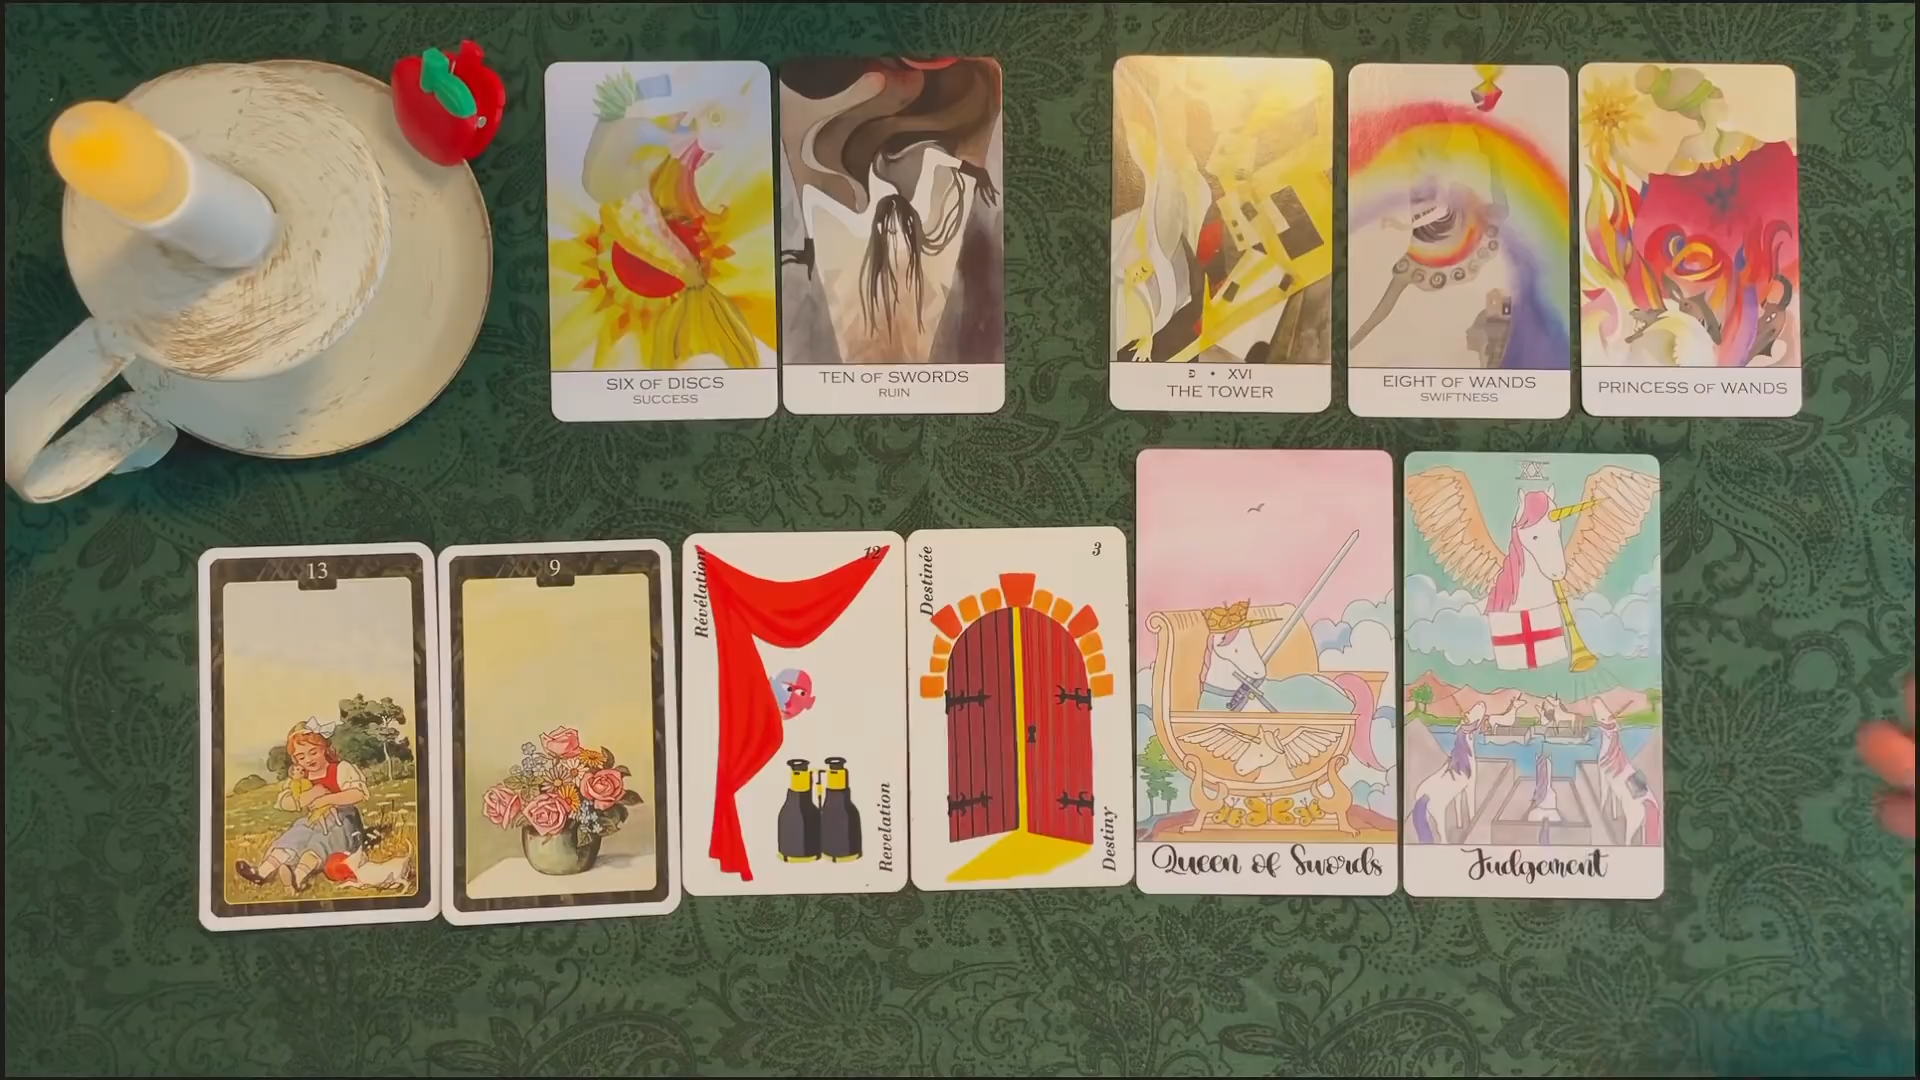 SIX OF DISCS
SUCCESS
TEN OF SWORDS
RUIN
פ • XVI
THE TOWER
EIGHT OF WANDS
SWIFTNESS
PRINCESS OF WANDS
13
9
Révélation
12
Revelation
Destinée
3
Destiny
Queen of Swords
XX
Judgement